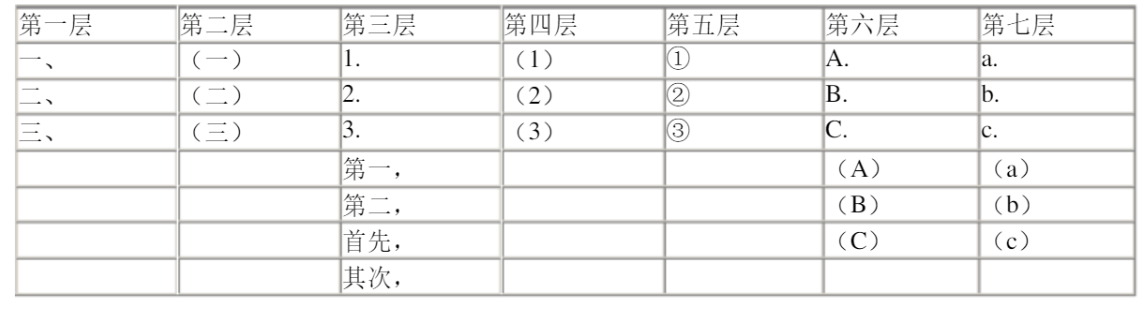 第一层 第二层 第三层 第四层 第五层 第六层 第七层
一、 （一） 1. （1） ① A. a.
二、 （二） 2. （2） ② B. b.
三、 （三） 3. （3） ③ C. c.
第一， （A） （a）
第二， （B） （b）
首先， （C） （c）
其次，